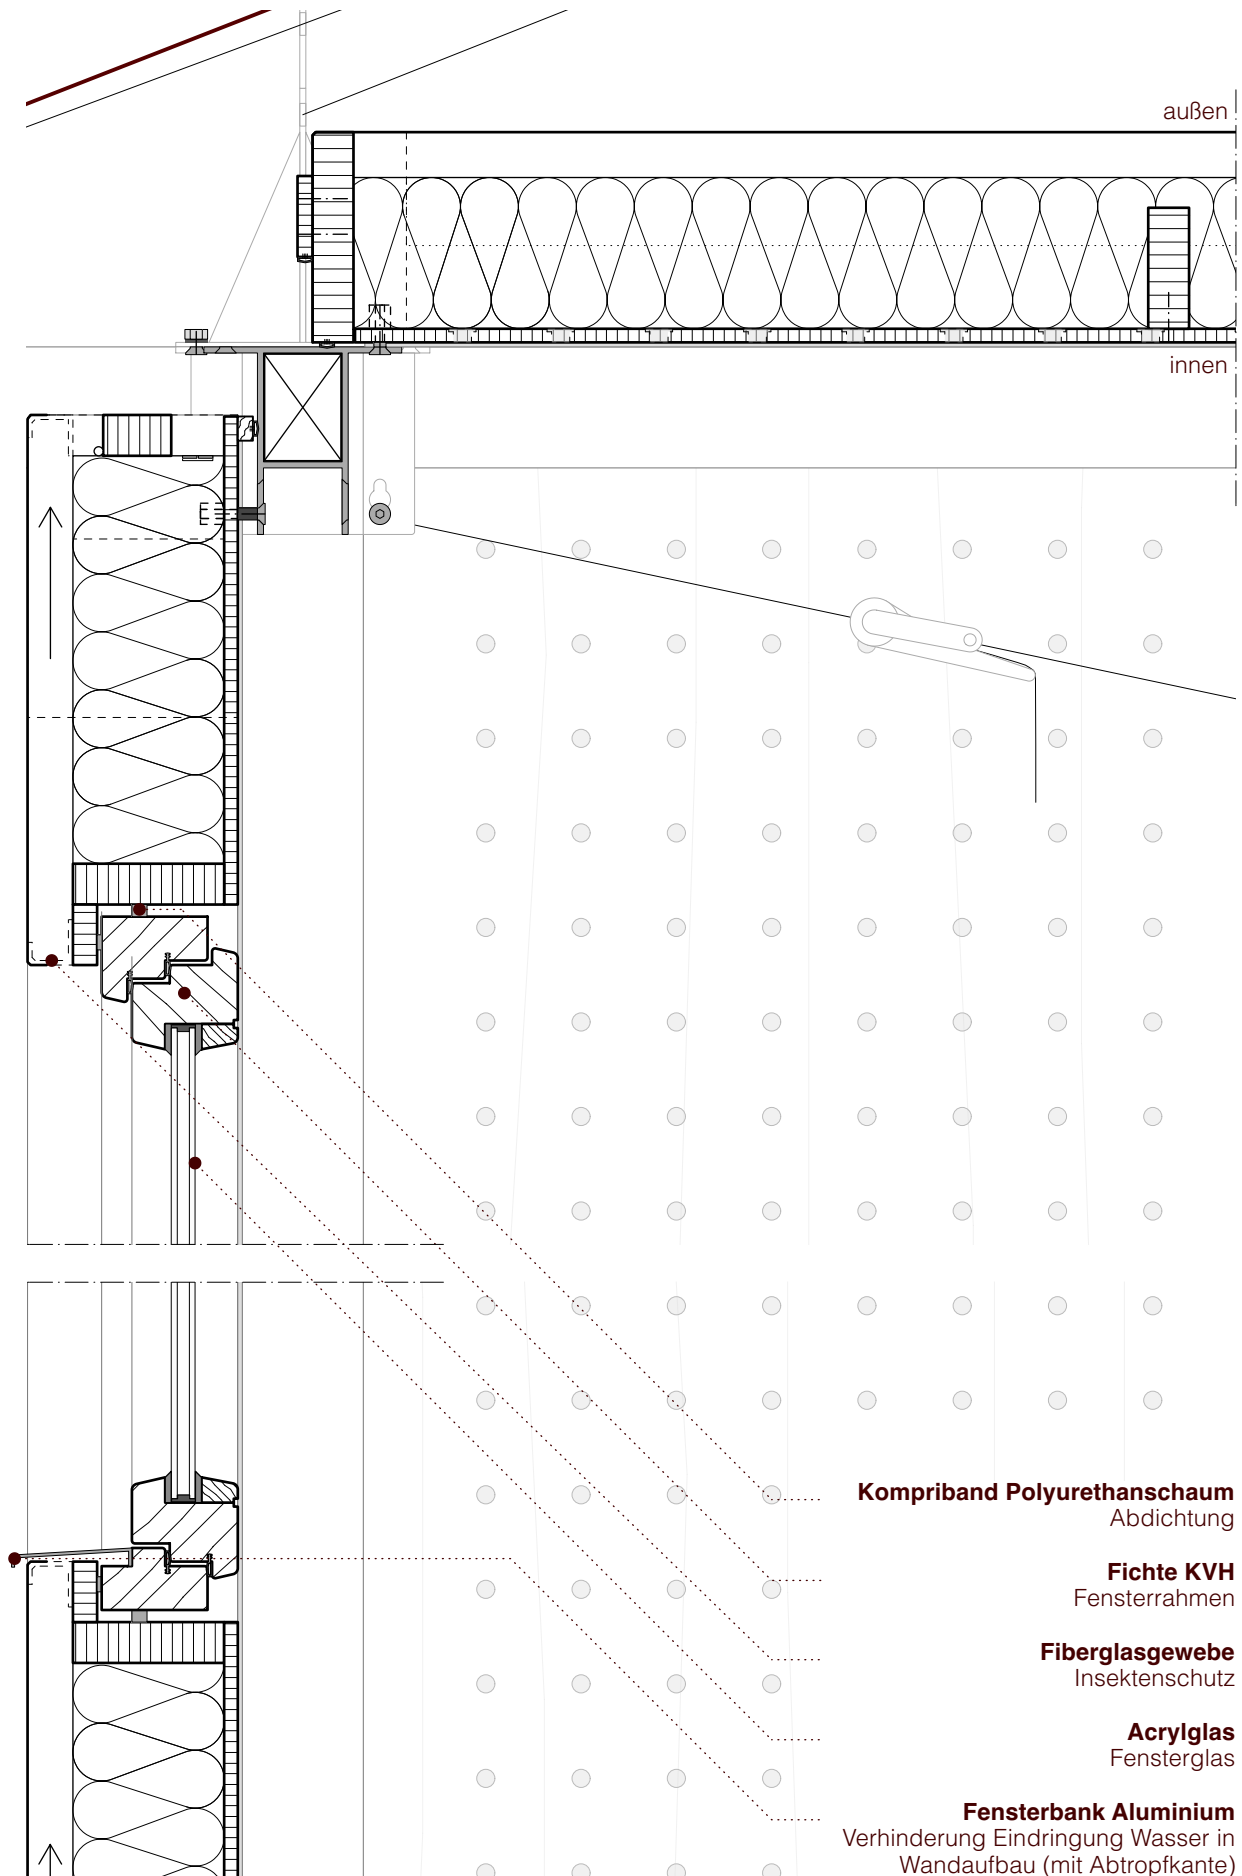 außen
innen
Kompriband Polyurethanschaum
Abdichtung
Fichte KVH
Fensterrahmen
Fiberglasgewebe
Insektenschutz
Acrylglas
Fensterglas
Fensterbank Aluminium
Verhinderung Eindringung Wasser in
Wandaufbau (mit Abtropfkante)